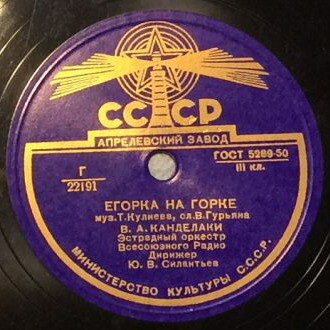 СССР
АПРЕЛЕВСКИЙ ЗАВОД
ГОСТ 5289-50
III кл.
Г
22191
ЕГОРКА НА ГОРКЕ
муз.Т.Кулиева, сл.В.Гурьяна
В. А. КАНДЕЛАКИ
Эстрадный оркестр
Всесоюзного Радио
Дирижер
Ю. В. Силантьев
МИНИСТЕРСТВО КУЛЬТУРЫ С.С.С.Р.